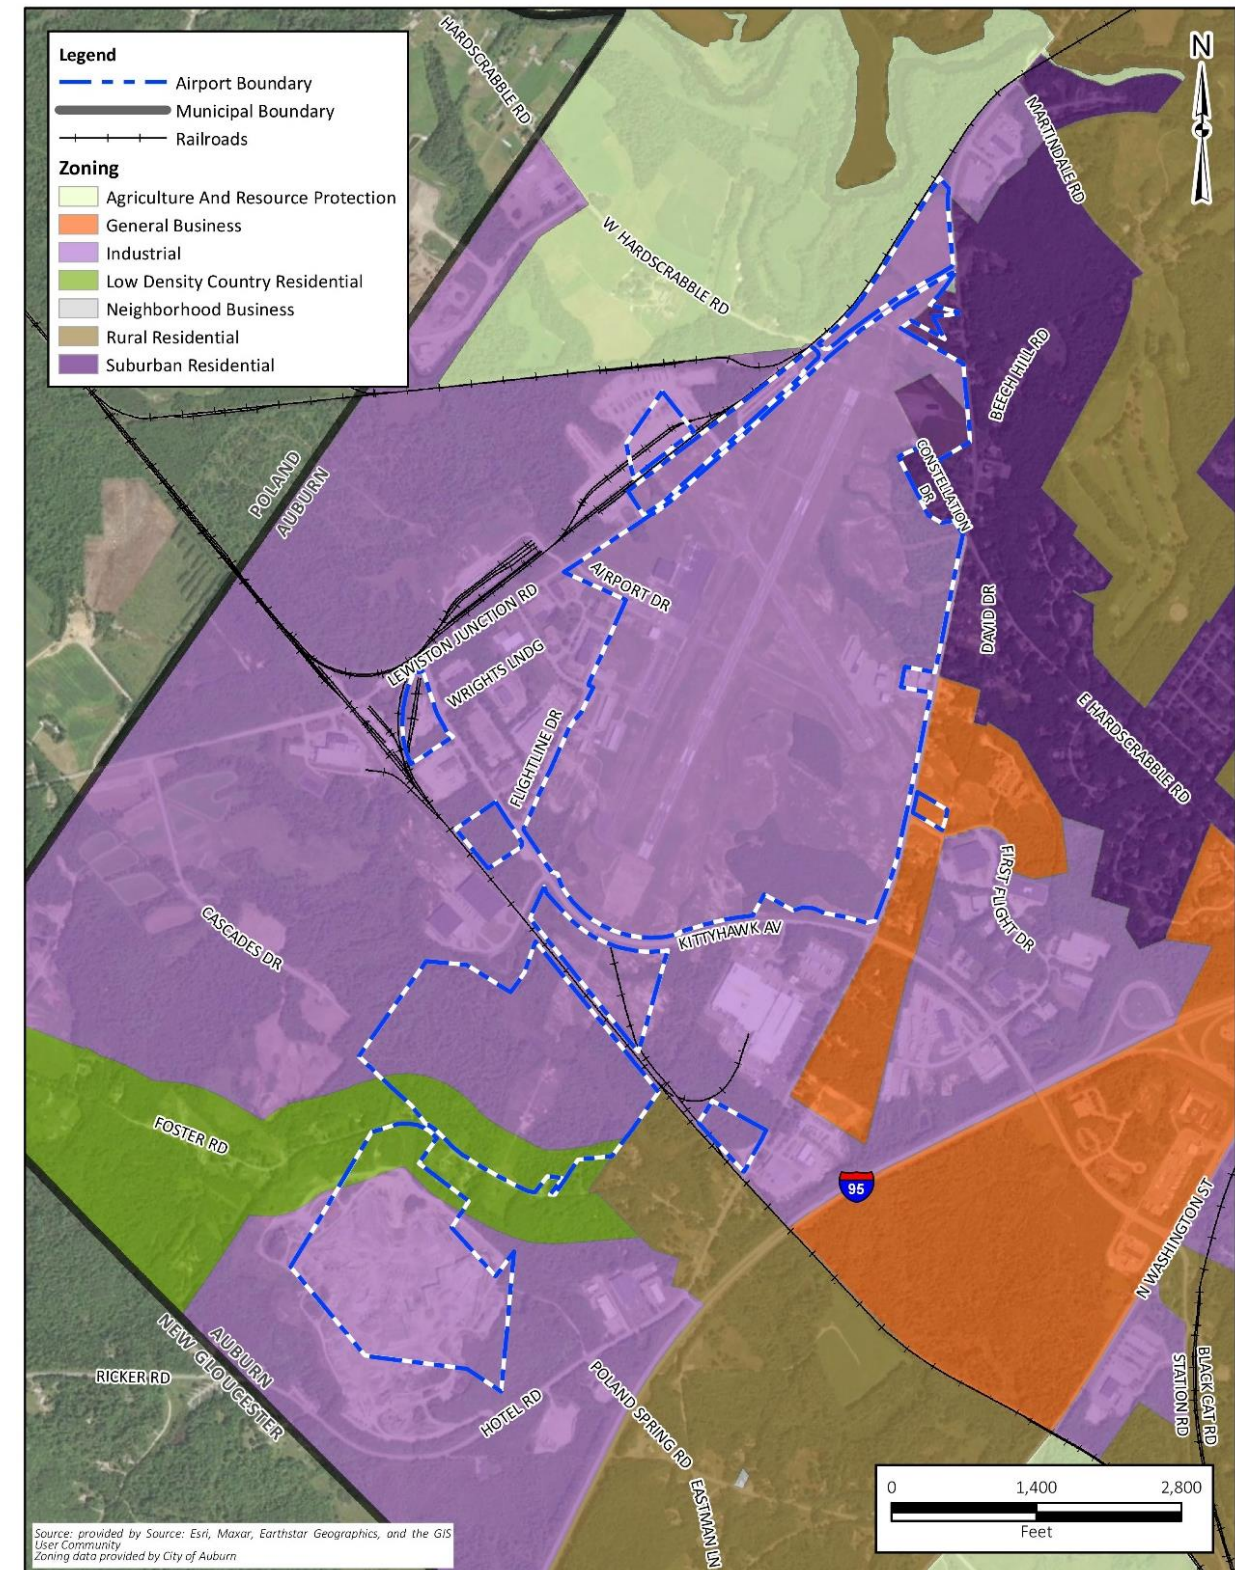 Legend
Airport Boundary
Municipal Boundary
Railroads
Zoning
Agriculture And Resource Protection
General Business
Industrial
Low Density Country Residential
Neighborhood Business
Rural Residential
Suburban Residential
N
HARDSCRABBLE RD
MARTINDALE RD
W HARDSCRABBLE RD
BEECH HILL RD
CONSTELLATION
DR
POLAND
AUBURN
AIRPORT DR
LEWISTON JUNCTION RD
WRIGHTS LNDG
DAVID DR
FLIGHTLINE DR
E HARDSCRABBLE RD
FIRST FLIGHT DR
CASCADES DR
KITTYHAWK AV
FOSTER RD
95
N WASHINGTON ST
AUBURN
NEW GLOUCESTER
RICKER RD
HOTEL RD
POLAND SPRING RD
EASTMAN LN
STATION RD
BLACK CAT RD
0 1,400 2,800
Feet
Source: provided by Source: Esri, Maxar, Earthstar Geographics, and the GIS
User Community
Zoning data provided by City of Auburn